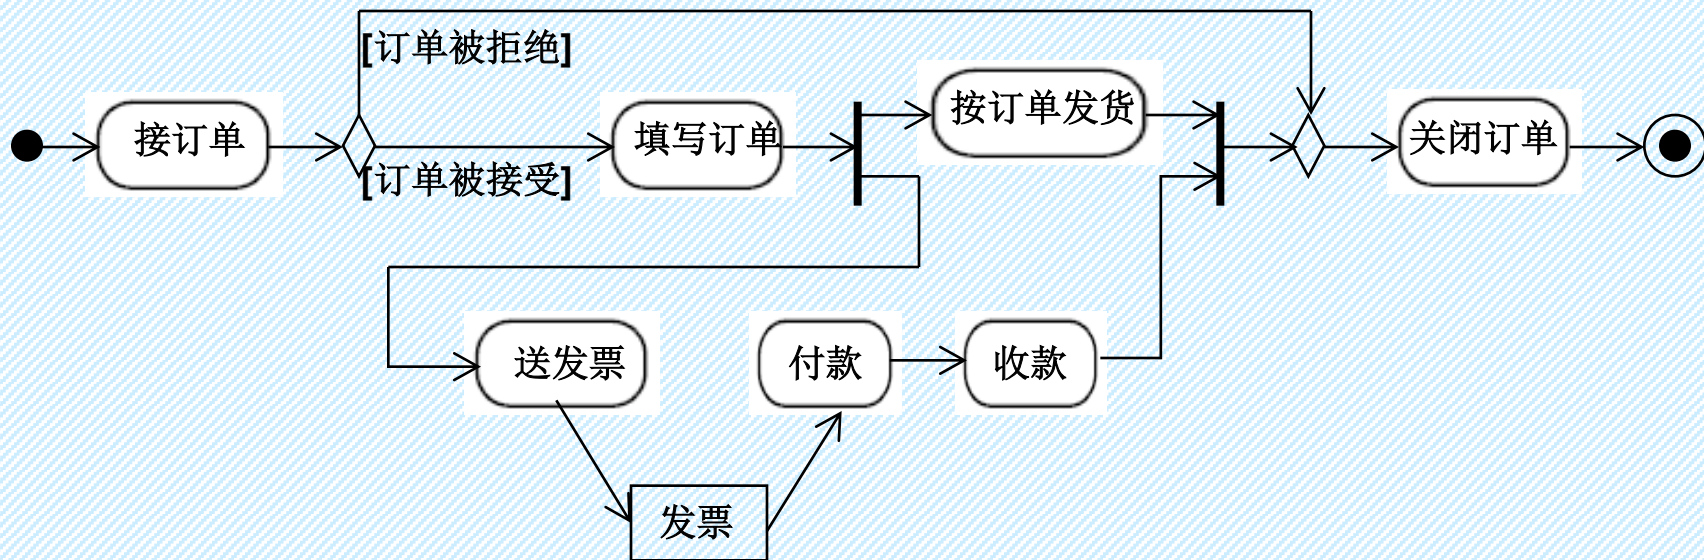 [订单被拒绝]
接订单
填写订单
按订单发货
关闭订单
[订单被接受]
送发票
付款
收款
发票